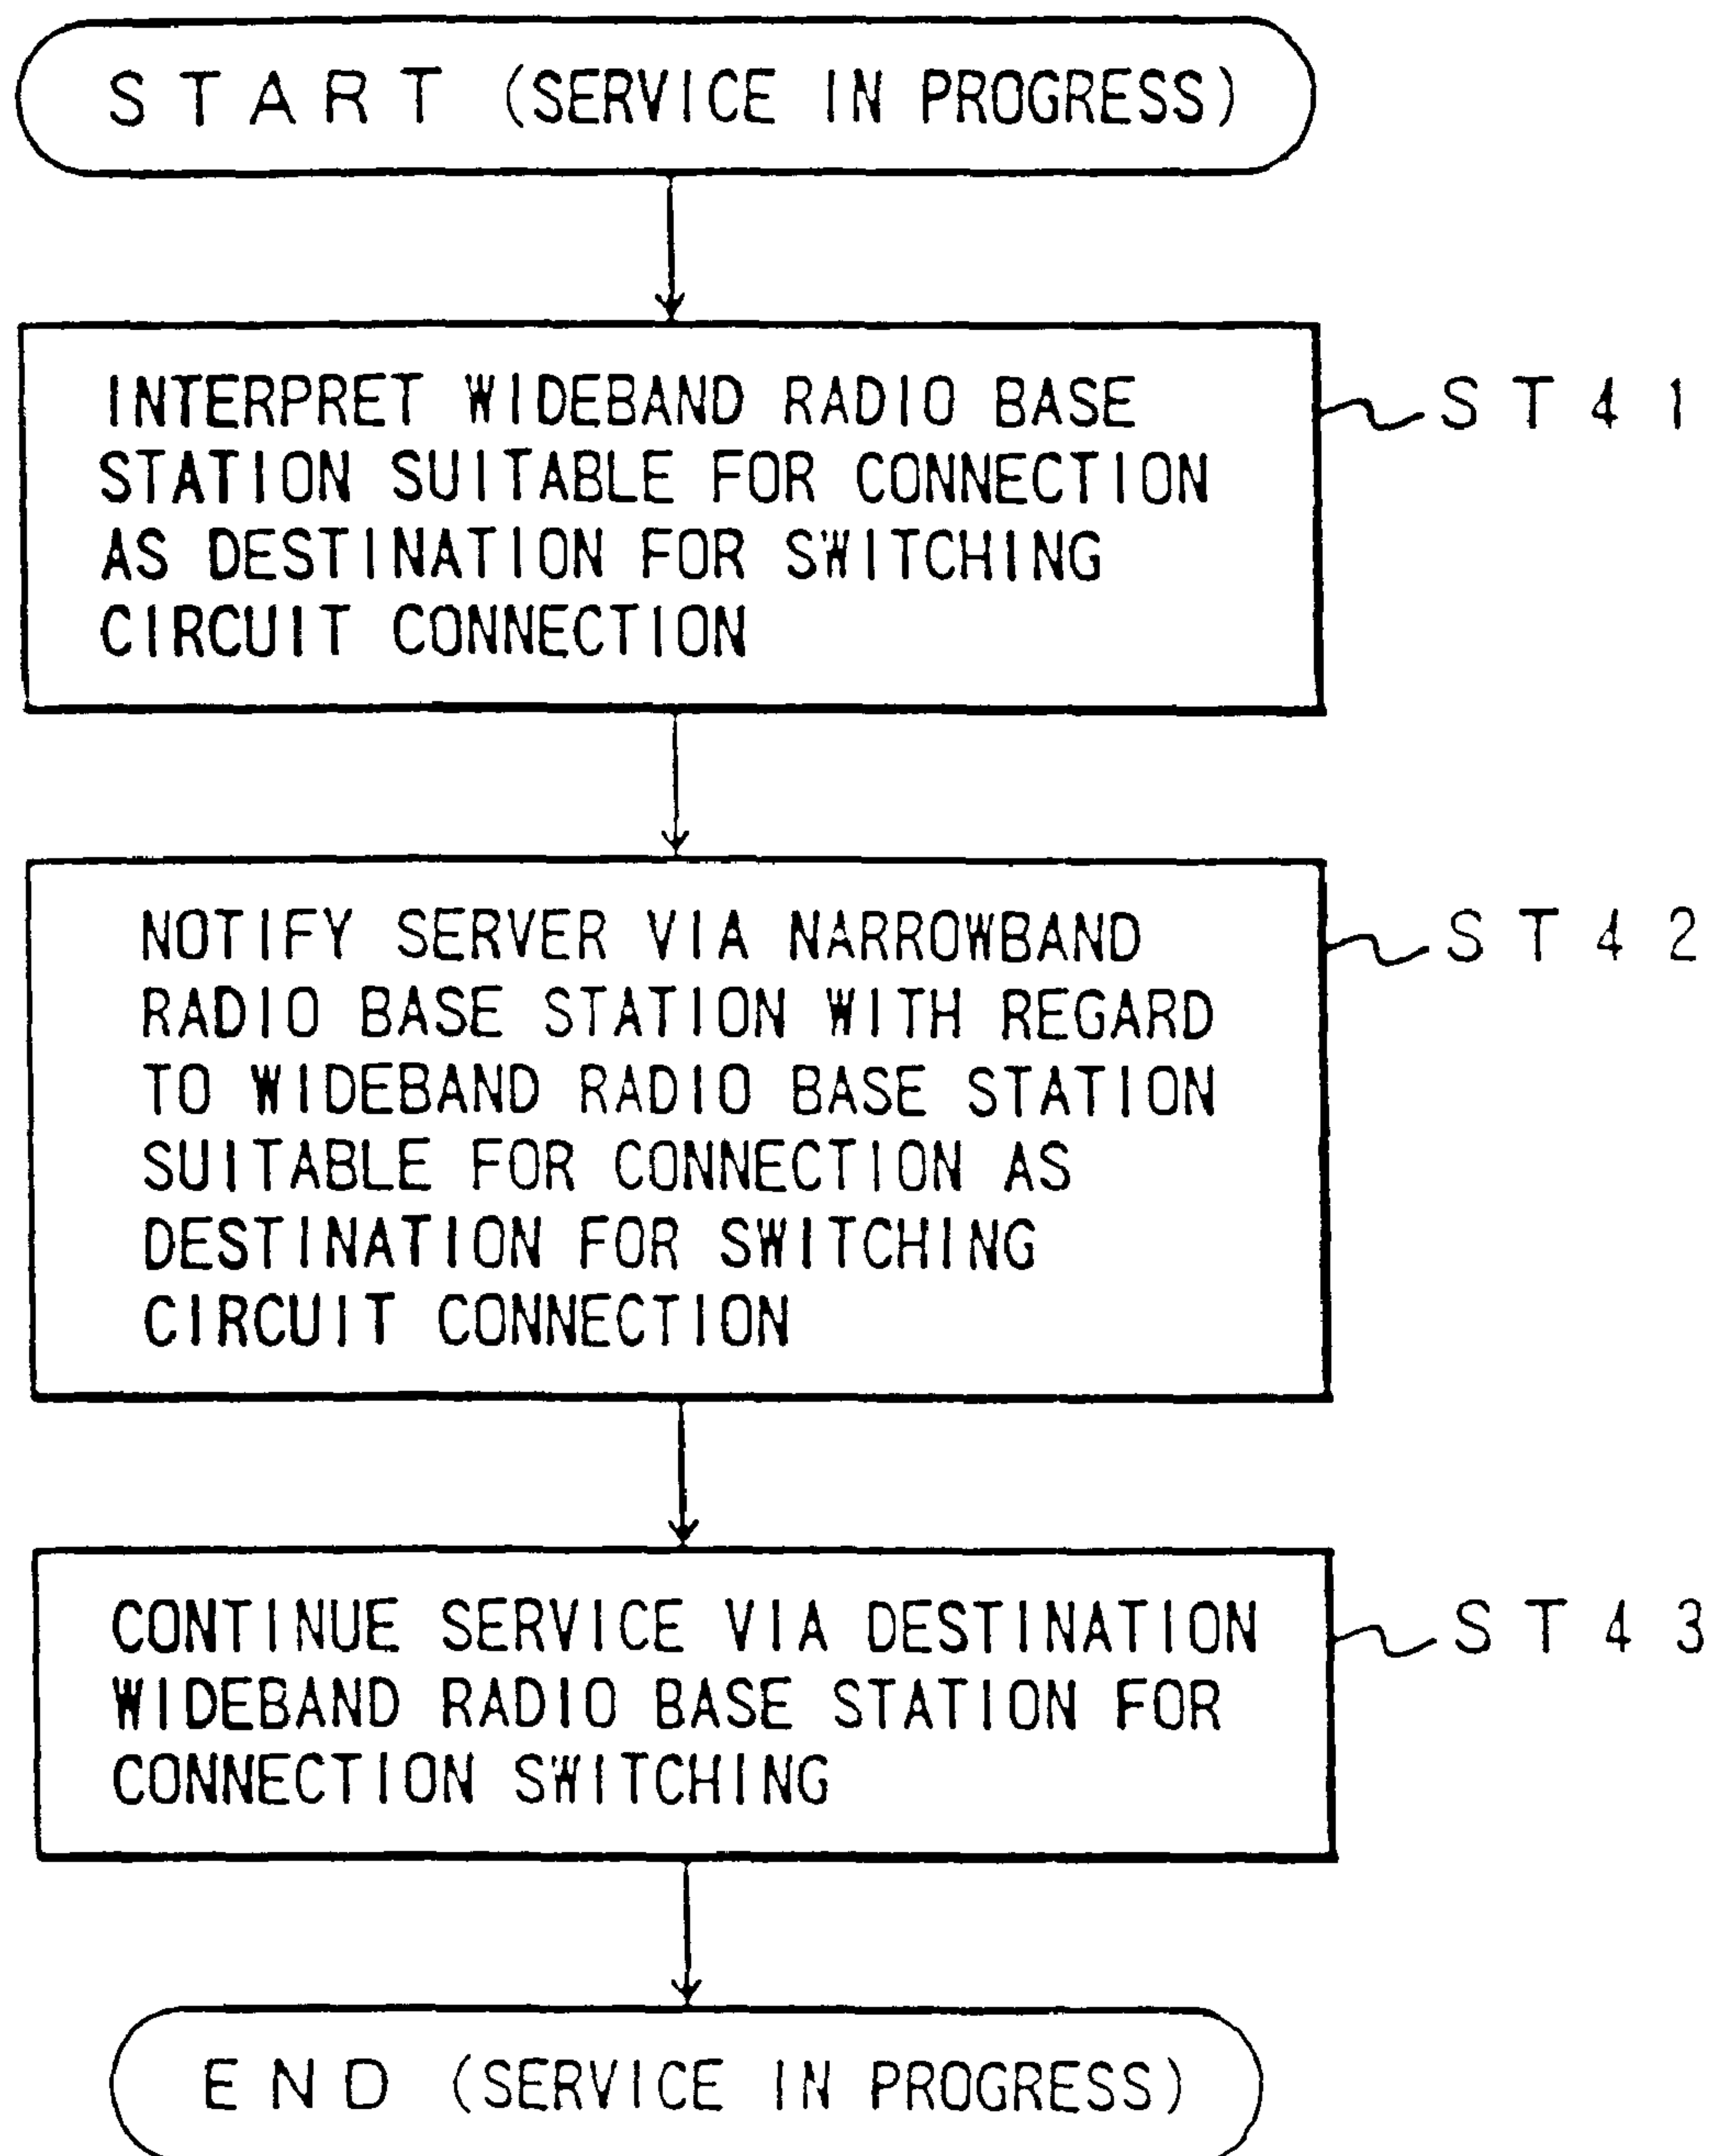 START (SERVICE IN PROGRESS)
INTERPRET WIDEBAND RADIO BASE
STATION SUITABLE FOR CONNECTION
AS DESTINATION FOR SWITCHING
CIRCUIT CONNECTION
ST41
NOTIFY SERVER VIA NARROWBAND
RADIO BASE STATION WITH REGARD
TO WIDEBAND RADIO BASE STATION
SUITABLE FOR CONNECTION AS
DESTINATION FOR SWITCHING
CIRCUIT CONNECTION
ST42
CONTINUE SERVICE VIA DESTINATION
WIDEBAND RADIO BASE STATION FOR
CONNECTION SWITCHING
ST43
END (SERVICE IN PROGRESS)